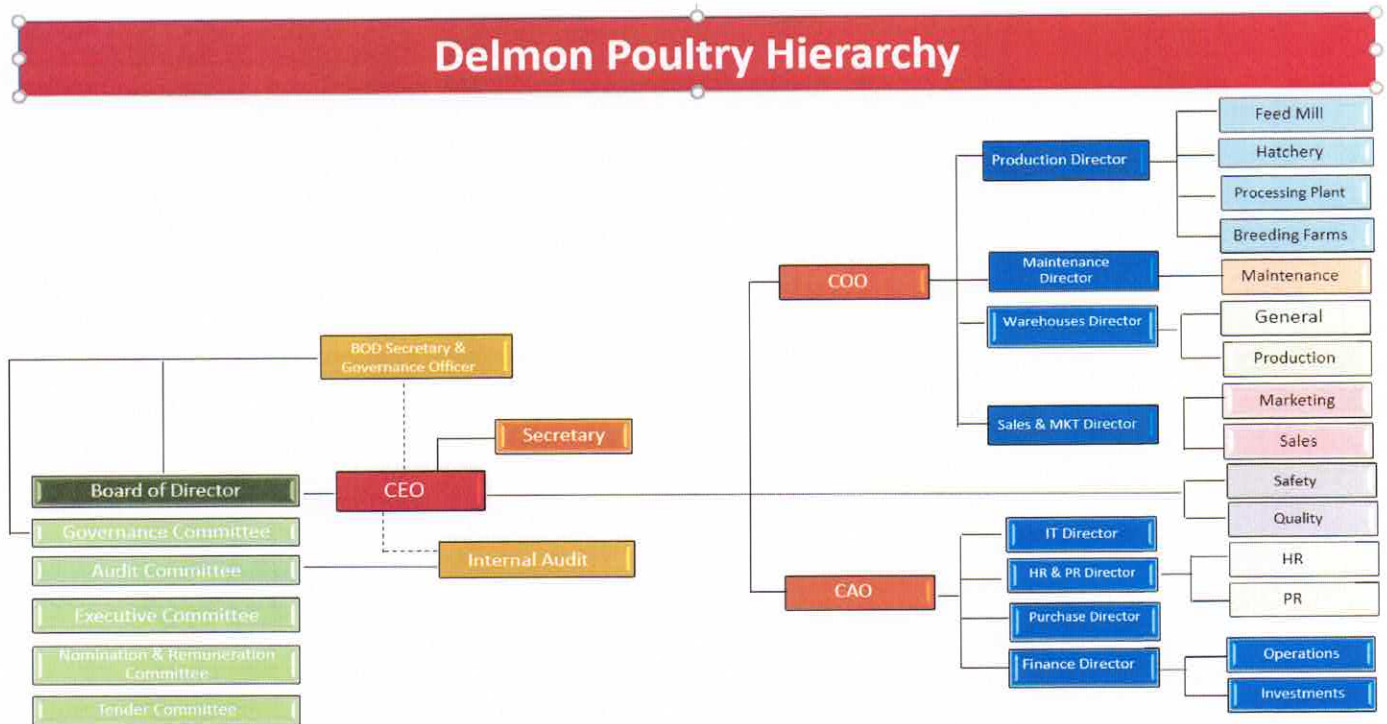 Delmon Poultry Hierarchy
Feed Mill
Production Director
Hatchery
Processing Plant
Breeding Farms
COO
Maintenance
Director
Maintenance
Warehouses Director
General
Production
BOD Secretary &
Governance Officer
Marketing
Sales & MKT Director
Sales
Secretary
Board of Director
CEO
Safety
Quality
Governance Committee
IT Director
Audit Committee
Internal Audit
HR & PR Director
HR
CAO
PR
Executive Committee
Purchase Director
Nomination & Remuneration
Committee
Finance Director
Operations
Investments
Tender Committee